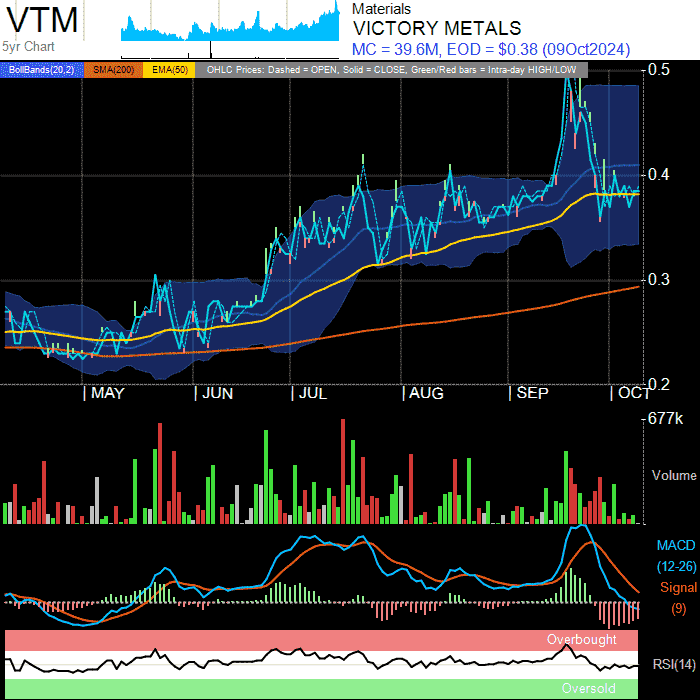 VTM
5yr Chart
Materials
VICTORY METALS
MC = 39.6M, EOD = $0.38 (09Oct2024)
BollBands(20,2) SMA(200) EMA(50) OHLC Prices: Dashed = OPEN, Solid = CLOSE, Green/Red bars = Intra-day HIGH/LOW
0.5
0.4
0.3
0.2
MAY JUN JUL AUG SEP OCT
677k
Volume
MACD
(12-26)
Signal
(9)
Overbought
RSI(14)
Oversold